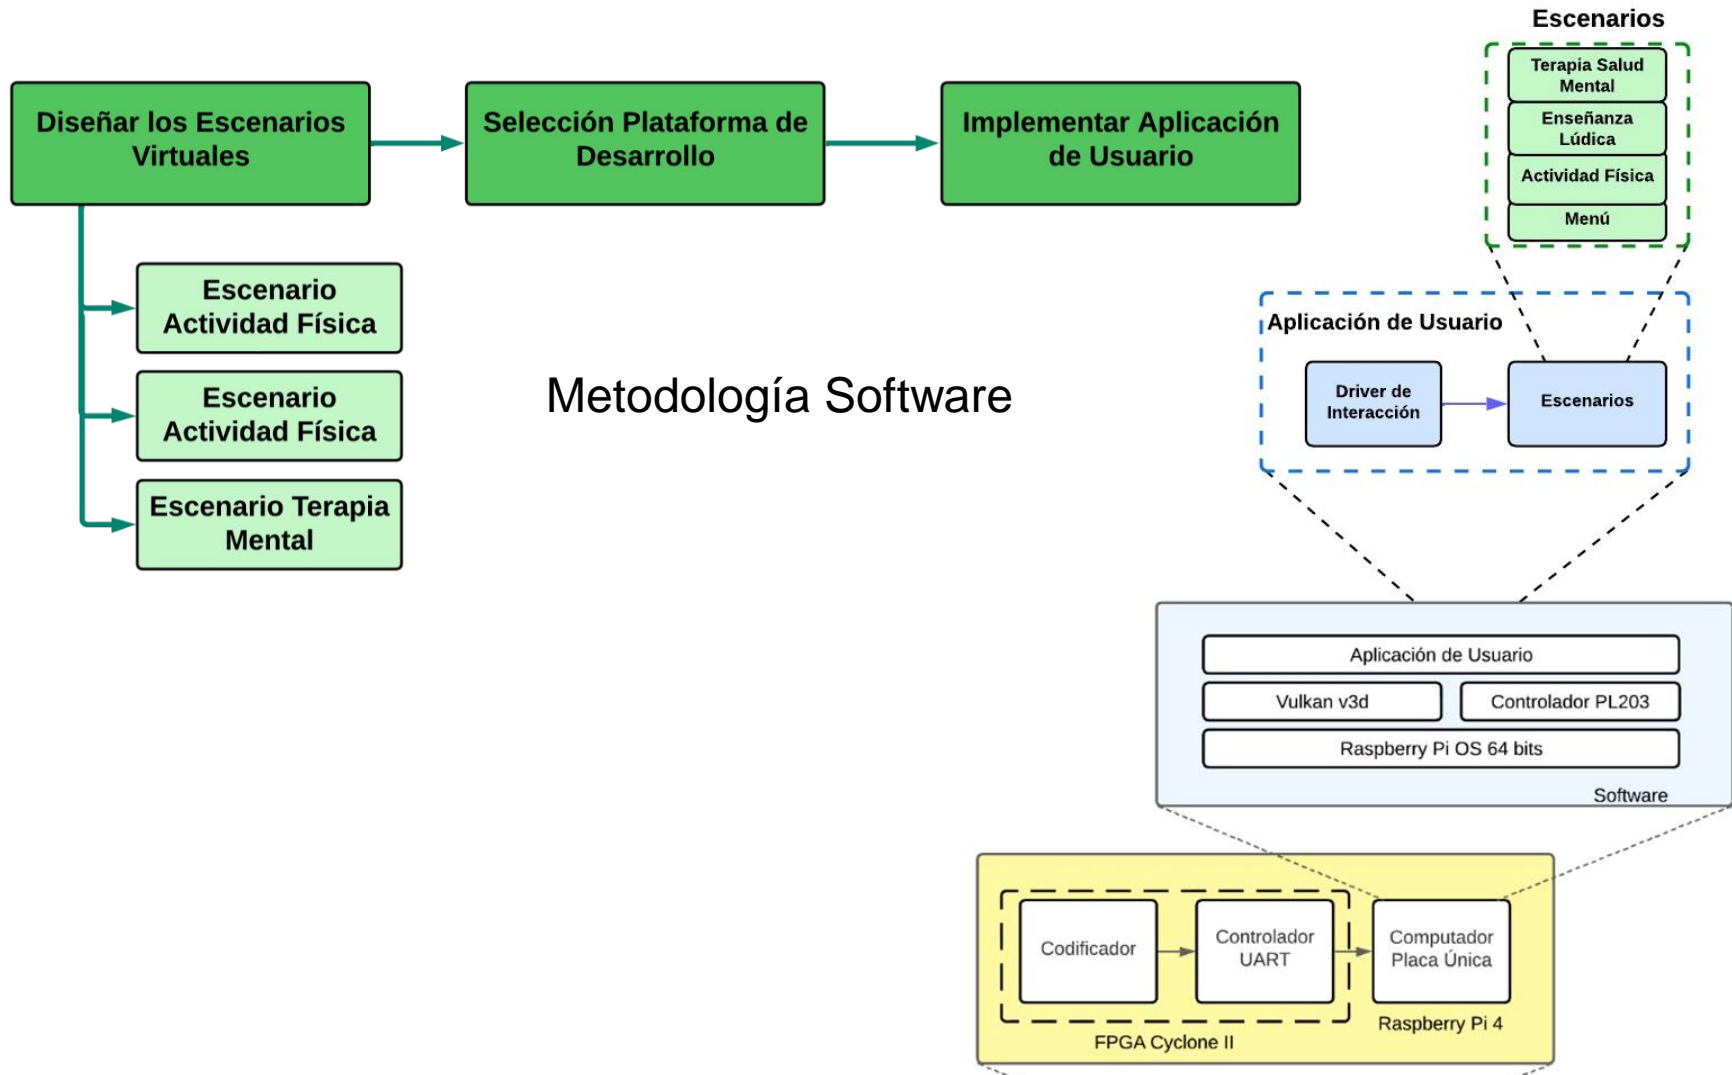 Diseñar los Escenarios
Virtuales
Selección Plataforma de
Desarrollo
Implementar Aplicación
de Usuario
Escenario
Actividad Física
Escenario
Actividad Física
Escenario Terapia
Mental
Metodología Software
Escenarios
Terapia Salud
Mental
Enseñanza
Lúdica
Actividad Física
Menú
Aplicación de Usuario
Driver de
Interacción
Escenarios
Aplicación de Usuario
Vulkan v3d
Controlador PL203
Raspberry Pi OS 64 bits
Software
Codificador
Controlador
UART
Computador
Placa Única
FPGA Cyclone II
Raspberry Pi 4